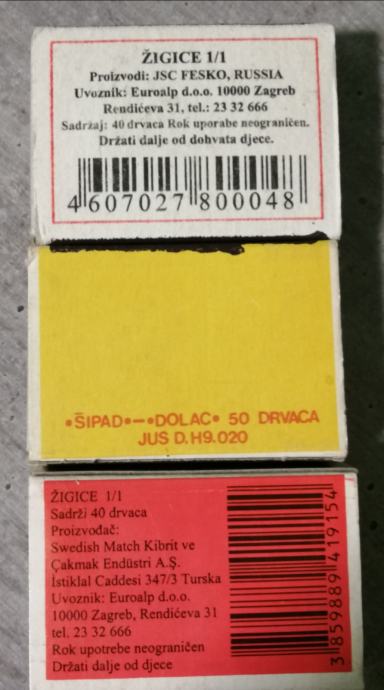 ŽIGICE 1/1
Proizvodi: JSC FESKO, RUSSIA
Uvoznik: Euroalp d.o.o. 10000 Zagreb
Rendićeva 31, tel.: 23 32 666
Sadržaj: 40 drvaca Rok uporabe neograničen.
Držati dalje od dohvata djece.
4 607027 800048
•ŠIPAD•–•DOLAC• 50 DRVACA
JUS D.H9.020
ŽIGICE 1/1
Sadrži 40 drvaca
Proizvođač:
Swedish Match Kibrit ve
Çakmak Endüstri A.Ş.
İstiklal Caddesi 347/3 Turska
Uvoznik: Euroalp d.o.o.
10000 Zagreb, Rendićeva 31
tel. 23 32 666
Rok upotrebe neograničen
Držati dalje od djece
3 859889 419154